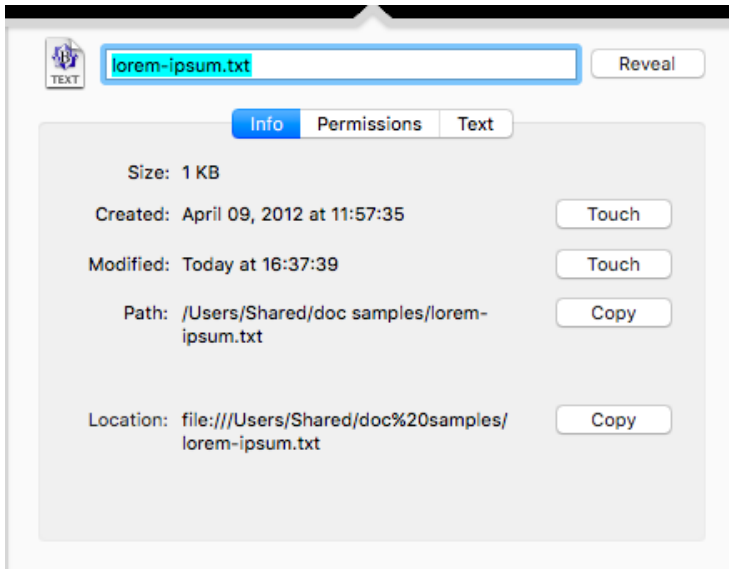 TEXT
lorem-ipsum.txt
Reveal
Info Permissions Text
Size: 1 KB
Created: April 09, 2012 at 11:57:35 Touch
Modified: Today at 16:37:39 Touch
Path: /Users/Shared/doc samples/lorem- Copy
ipsum.txt
Location: file:///Users/Shared/doc%20samples/ Copy
lorem-ipsum.txt